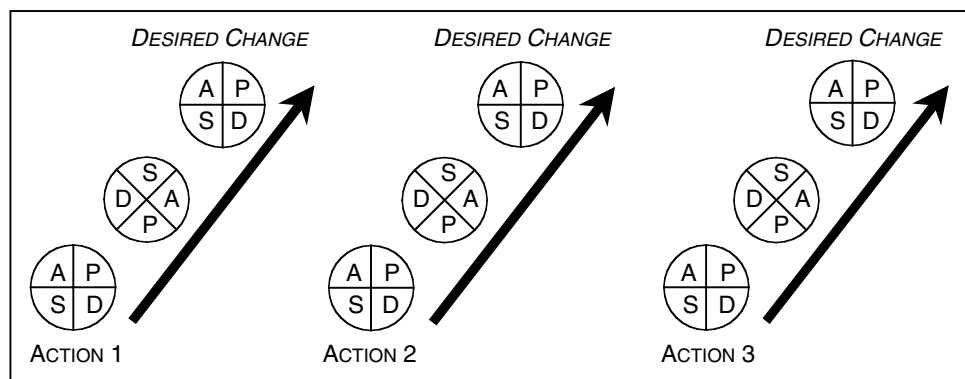 DESIRED CHANGE DESIRED CHANGE DESIRED CHANGE
A P A P A P
S D S D S D
S S S
D A D A D A
P P P
A P A P A P
S D S D S D
ACTION 1 ACTION 2 ACTION 3